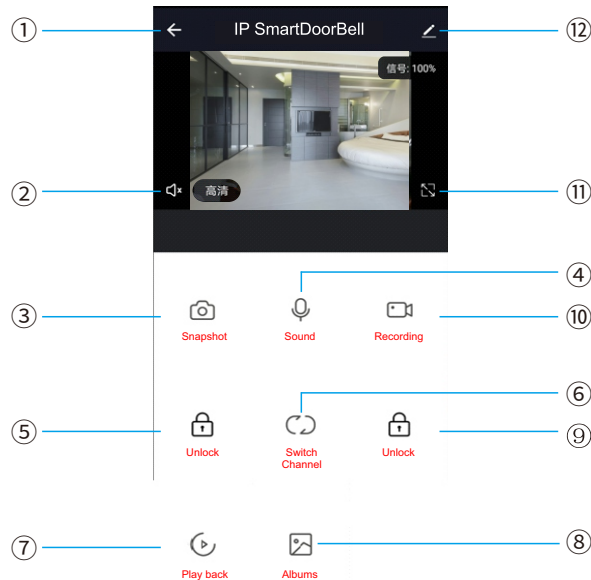 ① IP SmartDoorBell ⑫
信号: 100%
② 高清 ⑪
④
③ ⑩
Snapshot Sound Recording
⑥
⑤ ⑨
Unlock Switch Unlock
Channel
⑦ ⑧
Play back Albums